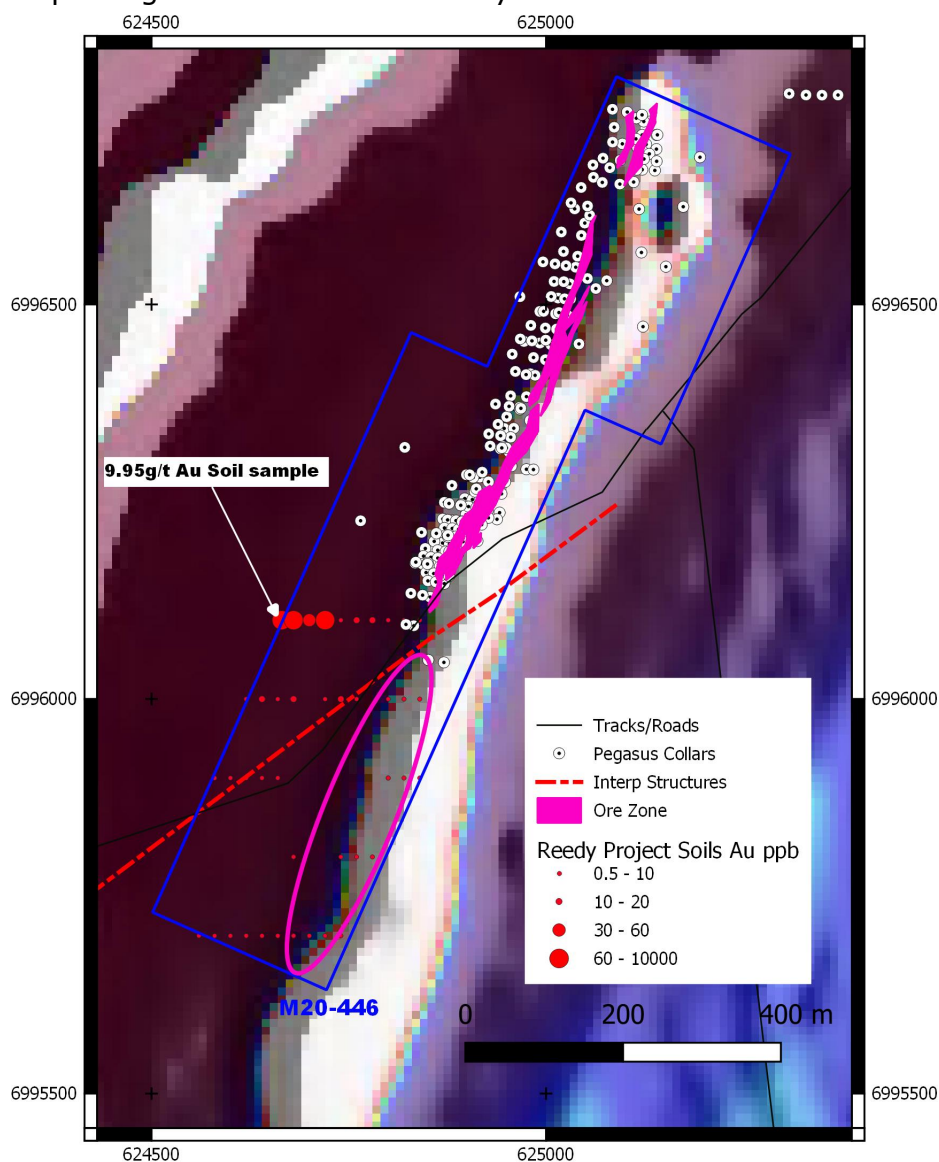 624500 625000
6996500 6996500
9.95g/t Au Soil sample
6996000 6996000
Tracks/Roads
Pegasus Collars
Interp Structures
Ore Zone
Reedy Project Soils Au ppb
0.5 - 10
10 - 20
30 - 60
60 - 10000
M20-446
0 200 400 m
6995500 6995500
624500 625000